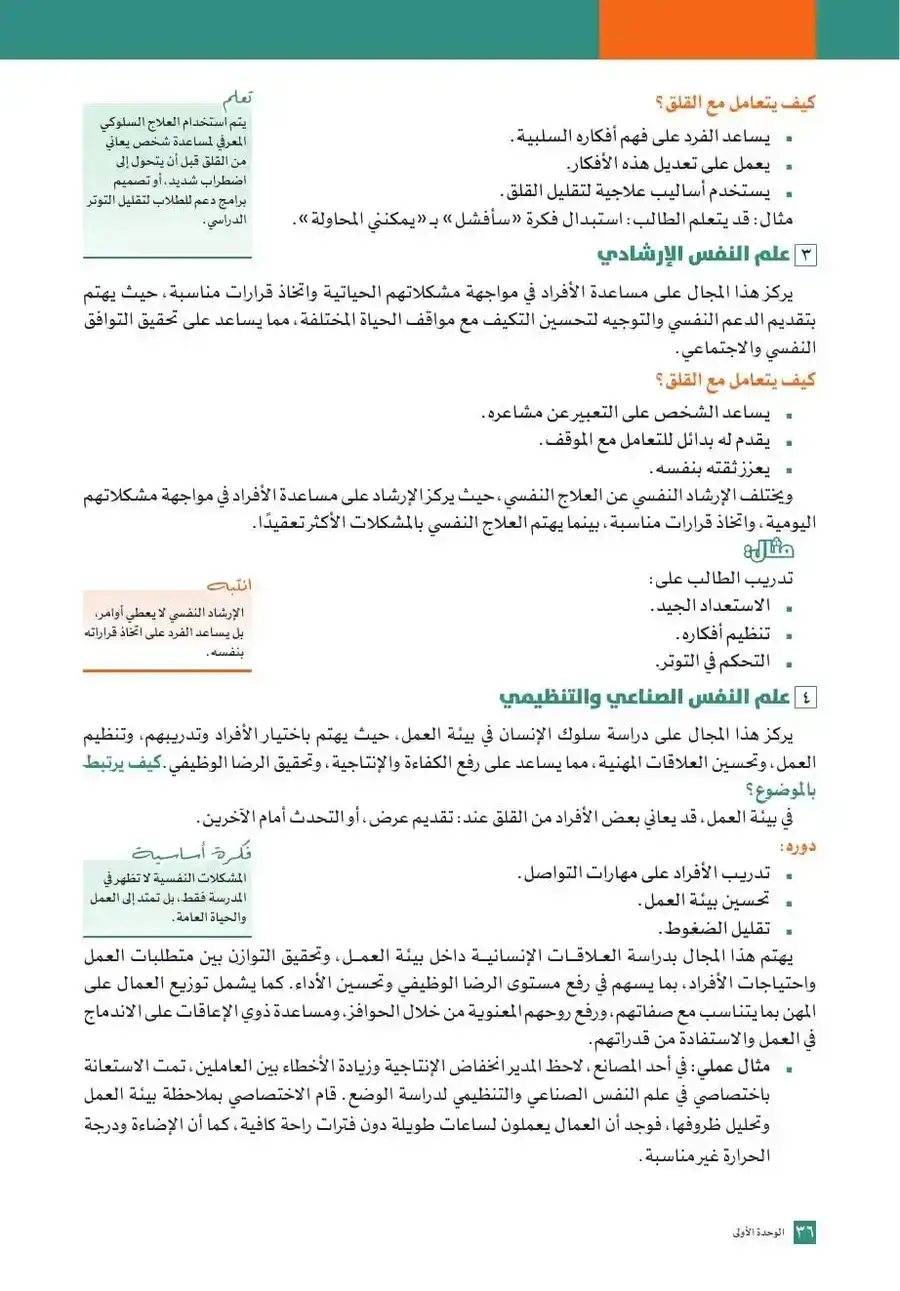 كيف يتعامل مع القلق؟
يساعد الفرد على فهم أفكاره السلبية.
يعمل على تعديل هذه الأفكار.
يستخدم أساليب علاجية لتقليل القلق.
مثال: قد يتعلم الطالب: استبدال فكرة «سأفشل» بـ «يمكنني المحاولة».
تعلم
يتم استخدام العلاج السلوكي
المعرفي لمساعدة شخص يعاني
من القلق قبل أن يتحول إلى
اضطراب شديد، أو تصميم
برامج دعم للطلاب لتقليل التوتر
الدراسي.
٣ علم النفس الإرشادي
يركز هذا المجال على مساعدة الأفراد في مواجهة مشكلاتهم الحياتية واتخاذ قرارات مناسبة، حيث يهتم
بتقديم الدعم النفسي والتوجيه لتحسين التكيف مع مواقف الحياة المختلفة، مما يساعد على تحقيق التوافق
النفسي والاجتماعي.
كيف يتعامل مع القلق؟
يساعد الشخص على التعبير عن مشاعره.
يقدم له بدائل للتعامل مع الموقف.
يعزز ثقته بنفسه.
ويختلف الإرشاد النفسي عن العلاج النفسي، حيث يركز الإرشاد على مساعدة الأفراد في مواجهة مشكلاتهم
اليومية، واتخاذ قرارات مناسبة، بينما يهتم العلاج النفسي بالمشكلات الأكثر تعقيدًا.
مثال:
تدريب الطالب على:
الاستعداد الجيد.
تنظيم أفكاره.
التحكم في التوتر.
انتبه
الإرشاد النفسي لا يعطي أوامر،
بل يساعد الفرد على اتخاذ قراراته
بنفسه.
٤ علم النفس الصناعي والتنظيمي
يركز هذا المجال على دراسة سلوك الإنسان في بيئة العمل، حيث يهتم باختيار الأفراد وتدريبهم، وتنظيم
العمل، وتحسين العلاقات المهنية، مما يساعد على رفع الكفاءة والإنتاجية، وتحقيق الرضا الوظيفي. كيف يرتبط
بالموضوع؟
في بيئة العمل، قد يعاني بعض الأفراد من القلق عند: تقديم عرض، أو التحدث أمام الآخرين.
دوره:
تدريب الأفراد على مهارات التواصل.
تحسين بيئة العمل.
تقليل الضغوط.
فكرة أساسية
المشكلات النفسية لا تظهر في
المدرسة فقط، بل تمتد إلى العمل
والحياة العامة.
يهتم هذا المجال بدراسة العلاقات الإنسانية داخل بيئة العمل، وتحقيق التوازن بين متطلبات العمل
واحتياجات الأفراد، بما يسهم في رفع مستوى الرضا الوظيفي وتحسين الأداء. كما يشمل توزيع العمال على
المهن بما يتناسب مع صفاتهم، ورفع روحهم المعنوية من خلال الحوافز، ومساعدة ذوي الإعاقات على الاندماج
في العمل والاستفادة من قدراتهم.
مثال عملي: في أحد المصانع، لاحظ المدير انخفاض الإنتاجية وزيادة الأخطاء بين العاملين، تمت الاستعانة
باختصاصي في علم النفس الصناعي والتنظيمي لدراسة الوضع. قام الاختصاصي بملاحظة بيئة العمل
وتحليل ظروفها، فوجد أن العمال يعملون لساعات طويلة دون فترات راحة كافية، كما أن الإضاءة ودرجة
الحرارة غير مناسبة.
٣٦ الوحدة الأولى